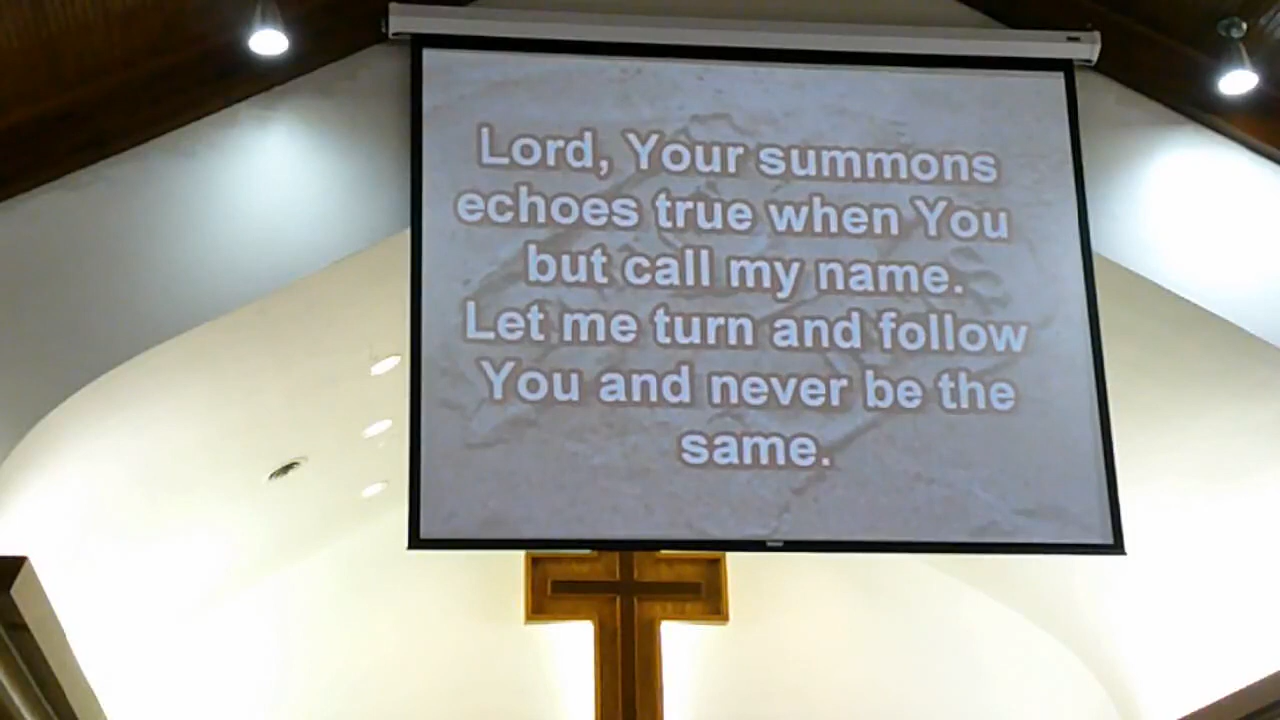 Lord, Your summons
echoes true when You
but call my name.
Let me turn and follow
You and never be the
same.